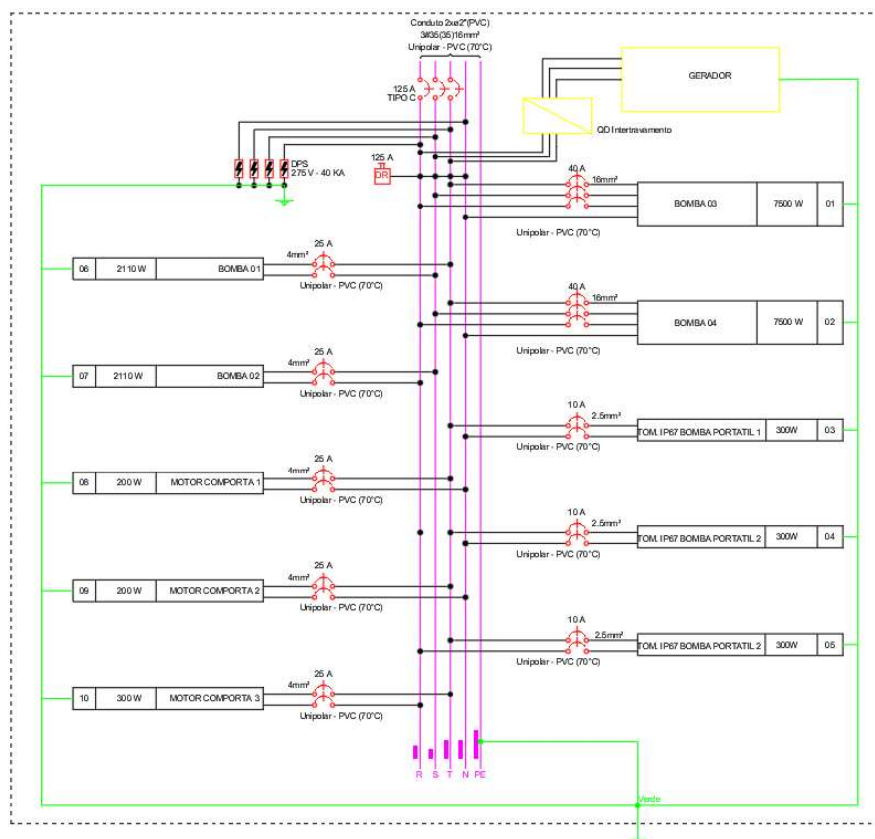 Conduto 2xø2"(PVC)
3#35(35)16mm²
Unipolar - PVC (70°C)
125 A
TIPO C
GERADOR
QD Intertravamento
DPS
275 V - 40 KA
125 A
DR
40 A
16mm²
BOMBA 03 7500 W 01
Unipolar - PVC (70°C)
25 A
4mm²
06 2110 W BOMBA 01
Unipolar - PVC (70°C)
40 A
16mm²
BOMBA 04 7500 W 02
Unipolar - PVC (70°C)
25 A
4mm²
07 2110 W BOMBA 02
Unipolar - PVC (70°C)
10 A
2.5mm²
TOM. IP67 BOMBA PORTATIL 1 300W 03
Unipolar - PVC (70°C)
25 A
4mm²
08 200 W MOTOR COMPORTA 1
Unipolar - PVC (70°C)
10 A
2.5mm²
TOM. IP67 BOMBA PORTATIL 2 300W 04
Unipolar - PVC (70°C)
25 A
4mm²
09 200 W MOTOR COMPORTA 2
Unipolar - PVC (70°C)
10 A
2.5mm²
TOM. IP67 BOMBA PORTATIL 2 300W 05
Unipolar - PVC (70°C)
25 A
4mm²
10 300 W MOTOR COMPORTA 3
Unipolar - PVC (70°C)
R S T N PE
Verde